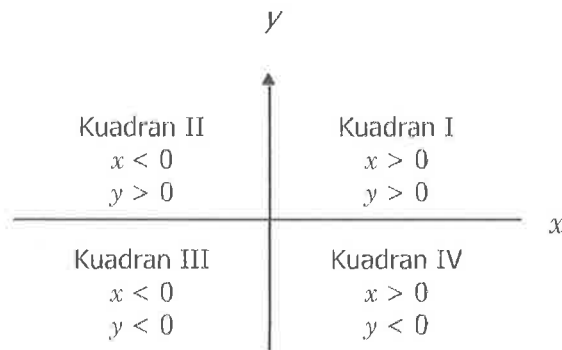 y
Kuadran II
x < 0
y > 0
Kuadran I
x > 0
y > 0
x
Kuadran III
x < 0
y < 0
Kuadran IV
x > 0
y < 0